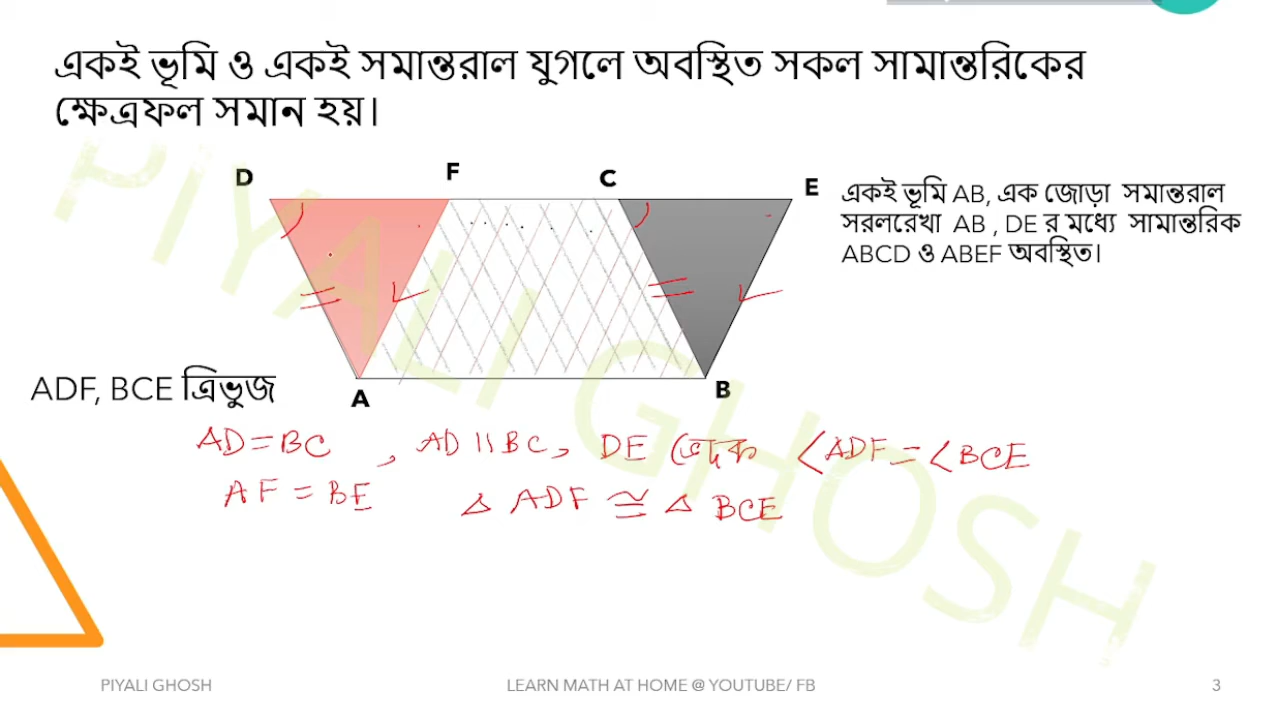 একই ভূমি ও একই সমান্তরাল যুগলে অবস্থিত সকল সামান্তরিকের
ক্ষেত্রফল সমান হয়।
D F C E
একই ভূমি AB, এক জোড়া সমান্তরাল
সরলরেখা AB , DE র মধ্যে সামান্তরিক
ABCD ও ABEF অবস্থিত।
A B
ADF, BCE ত্রিভুজ
AD = BC , AD || BC, DE ছেদক ∠ADF = ∠BCE
AF = BE △ ADF ≅ △ BCE
PIYALI GHOSH
PIYALI GHOSH LEARN MATH AT HOME @ YOUTUBE/ FB 3